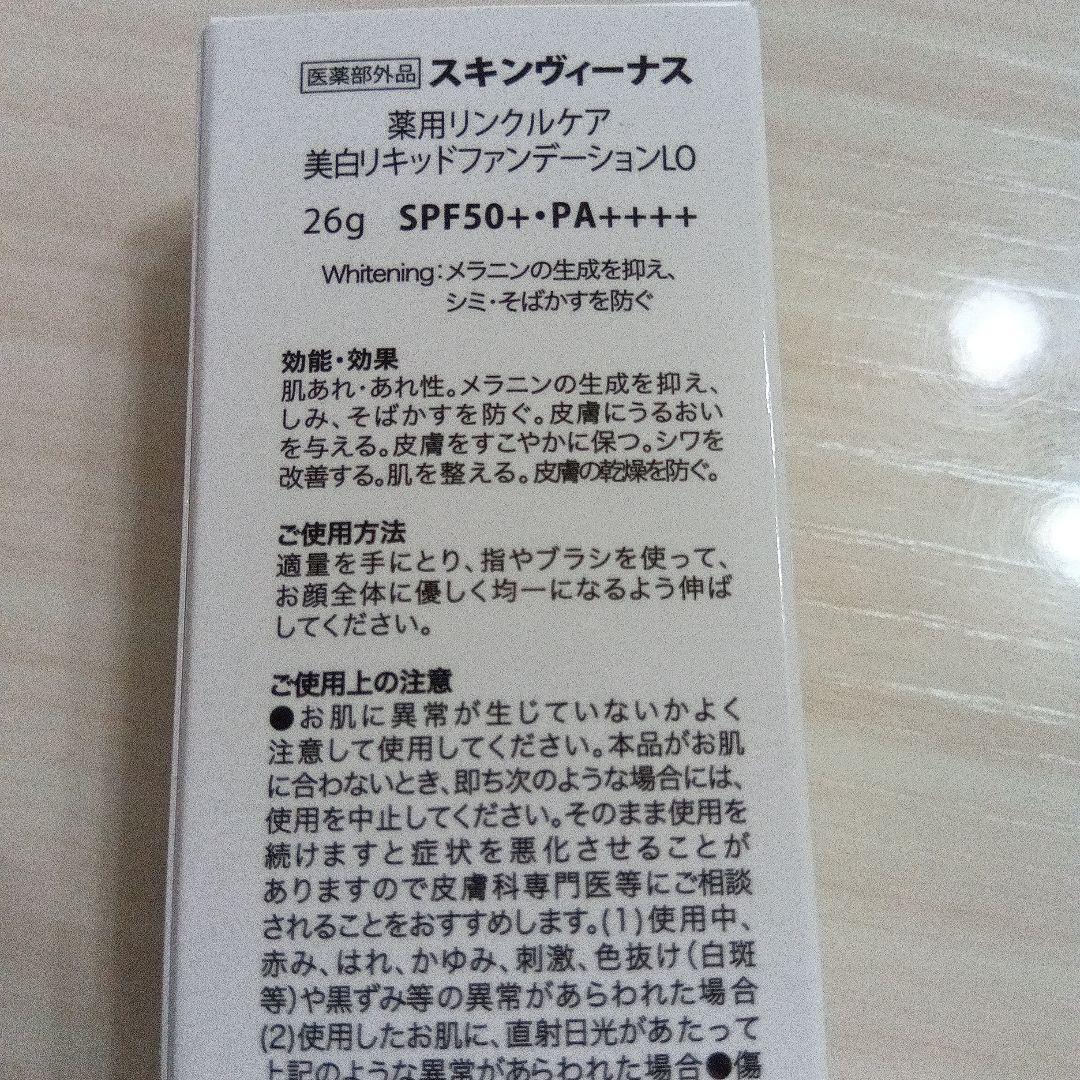 医薬部外品 スキンヴィーナス
薬用リンクルケア
美白リキッドファンデーションLO
26g SPF50+・PA++++
Whitening:メラニンの生成を抑え、
シミ・そばかすを防ぐ
効能・効果
肌あれ・あれ性。メラニンの生成を抑え、
しみ、そばかすを防ぐ。皮膚にうるおい
を与える。皮膚をすこやかに保つ。シワを
改善する。肌を整える。皮膚の乾燥を防ぐ。
ご使用方法
適量を手にとり、指やブラシを使って、
お顔全体に優しく均一になるよう伸ば
してください。
ご使用上の注意
●お肌に異常が生じていないかよく
注意して使用してください。本品がお肌
に合わないとき、即ち次のような場合には、
使用を中止してください。そのまま使用を
続けますと症状を悪化させることが
ありますので皮膚科専門医等にご相談
されることをおすすめします。(1)使用中、
赤み、はれ、かゆみ、刺激、色抜け(白斑
等)や黒ずみ等の異常があらわれた場合
(2)使用したお肌に、直射日光があたって
上記のような異常があらわれた場合●傷